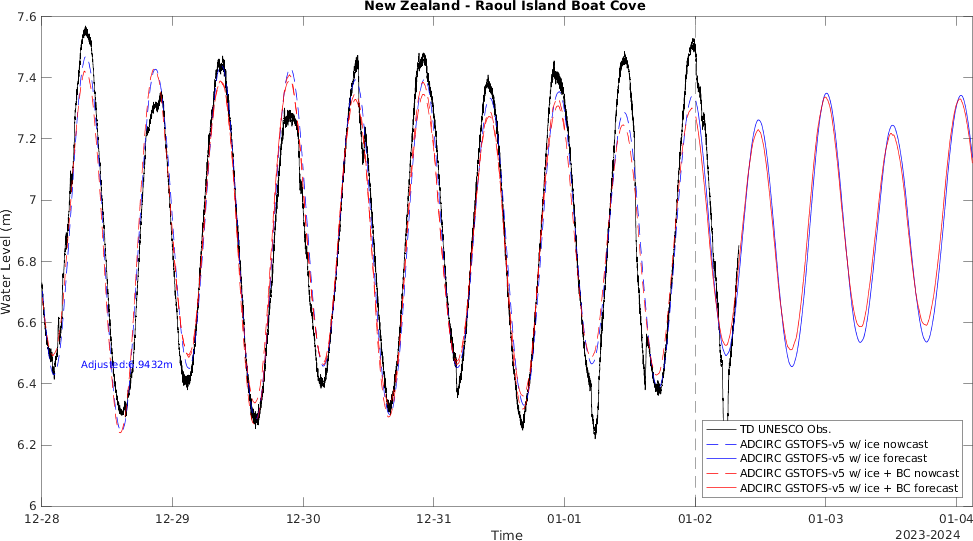 New Zealand - Raoul Island Boat Cove
Water Level (m)
7.6
7.4
7.2
7
6.8
6.6
6.4
6.2
6
Adjusted:6.9432m
TD UNESCO Obs.
ADCIRC GSTOFS-v5 w/ ice nowcast
ADCIRC GSTOFS-v5 w/ ice forecast
ADCIRC GSTOFS-v5 w/ ice + BC nowcast
ADCIRC GSTOFS-v5 w/ ice + BC forecast
12-28 12-29 12-30 12-31 01-01 01-02 01-03 01-04
Time
2023-2024